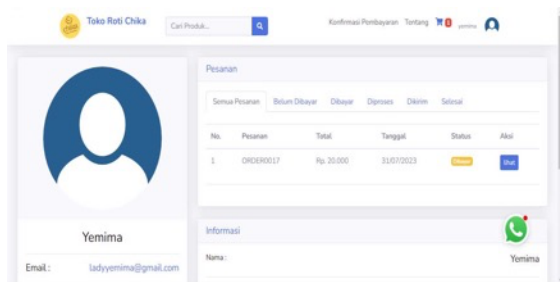 Toko Roti Chika
Cari Produk...
Konfirmasi Pembayaran Tentang 0 yemima
Pesanan
Semua Pesanan Belum Dibayar Dibayar Diproses Dikirim Selesai
No. Pesanan Total Tanggal Status Aksi
1 ORDER0017 Rp. 20.000 31/07/2023 Dibayar lihat
Yemima
Email : ladyyemima@gmail.com
Informasi
Nama : Yemima